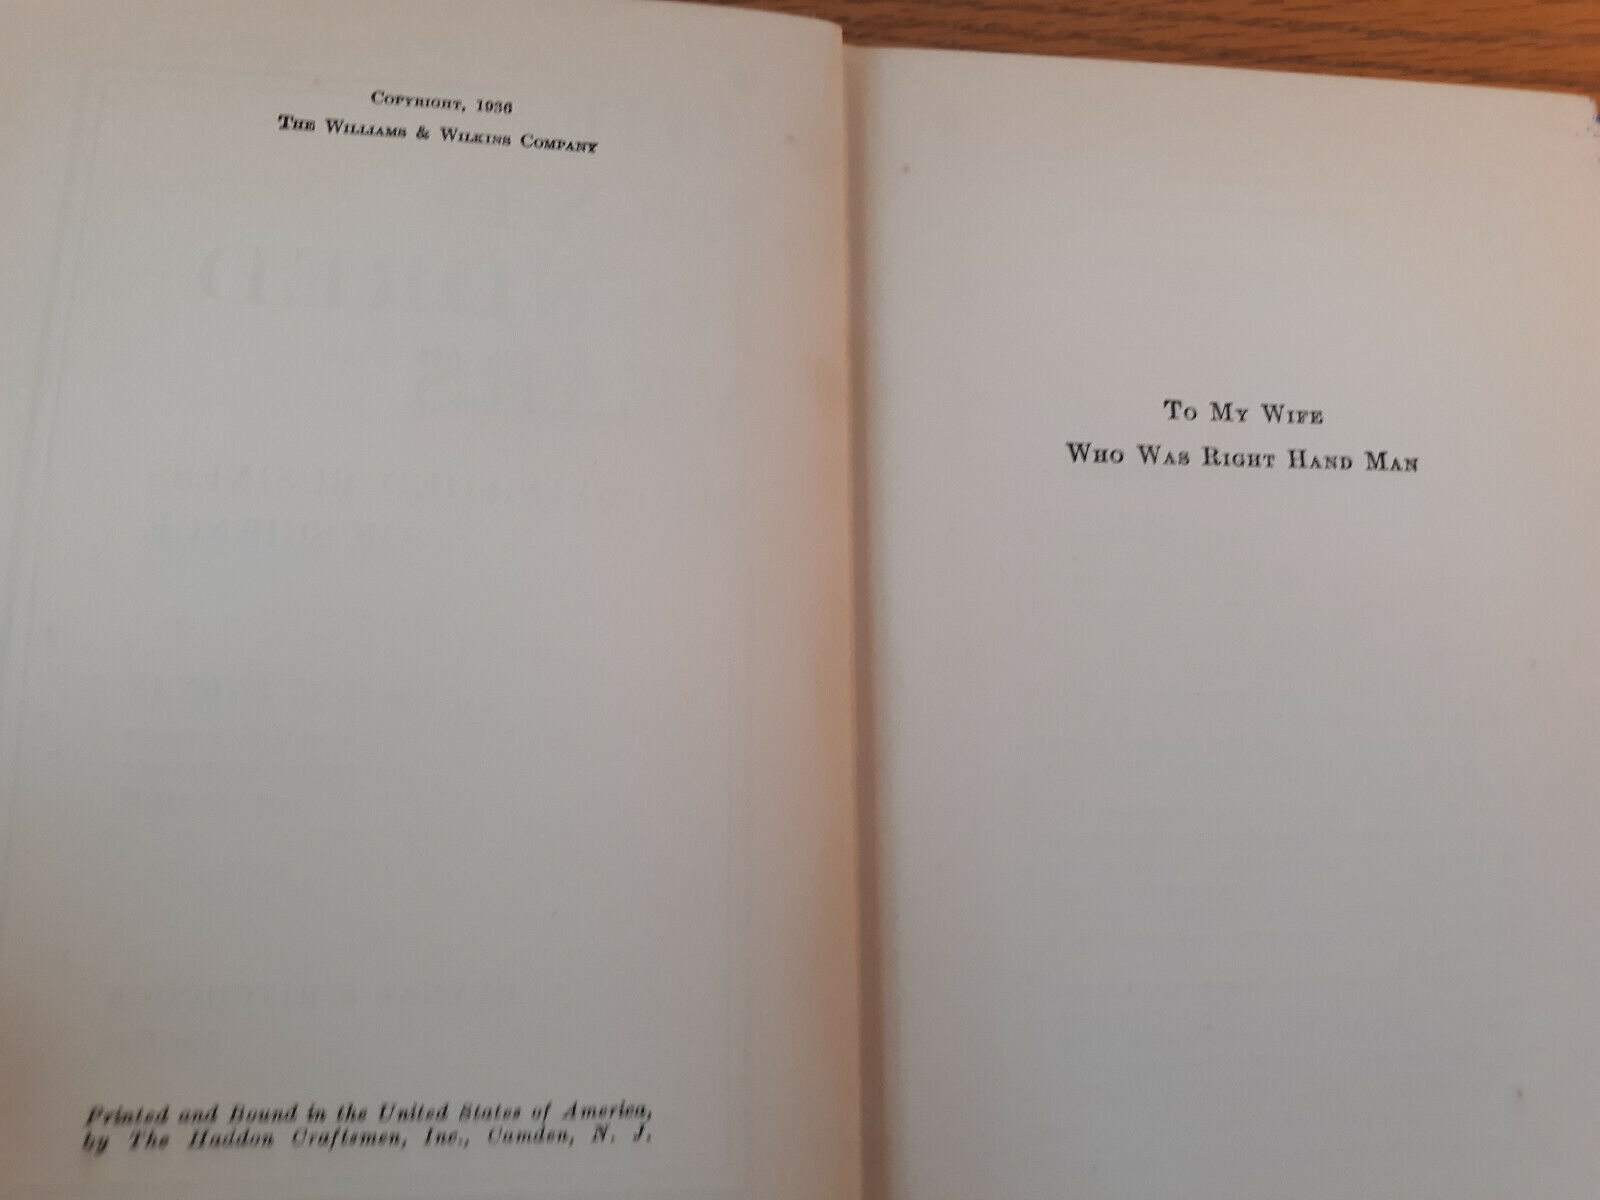 Copyright, 1936
The Williams & Wilkins Company
Printed and Bound in the United States of America,
by The Haddon Craftsmen, Inc., Camden, N. J.
To My Wife
Who Was Right Hand Man